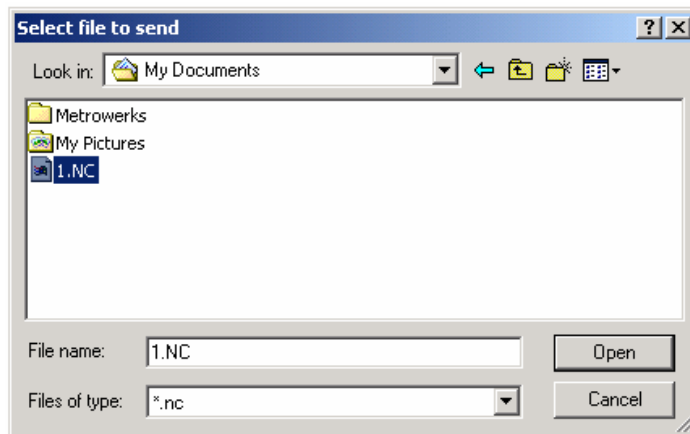 Select file to send
Look in: My Documents
Metrowerks
My Pictures
1.NC
File name: 1.NC Open
Files of type: *.nc Cancel